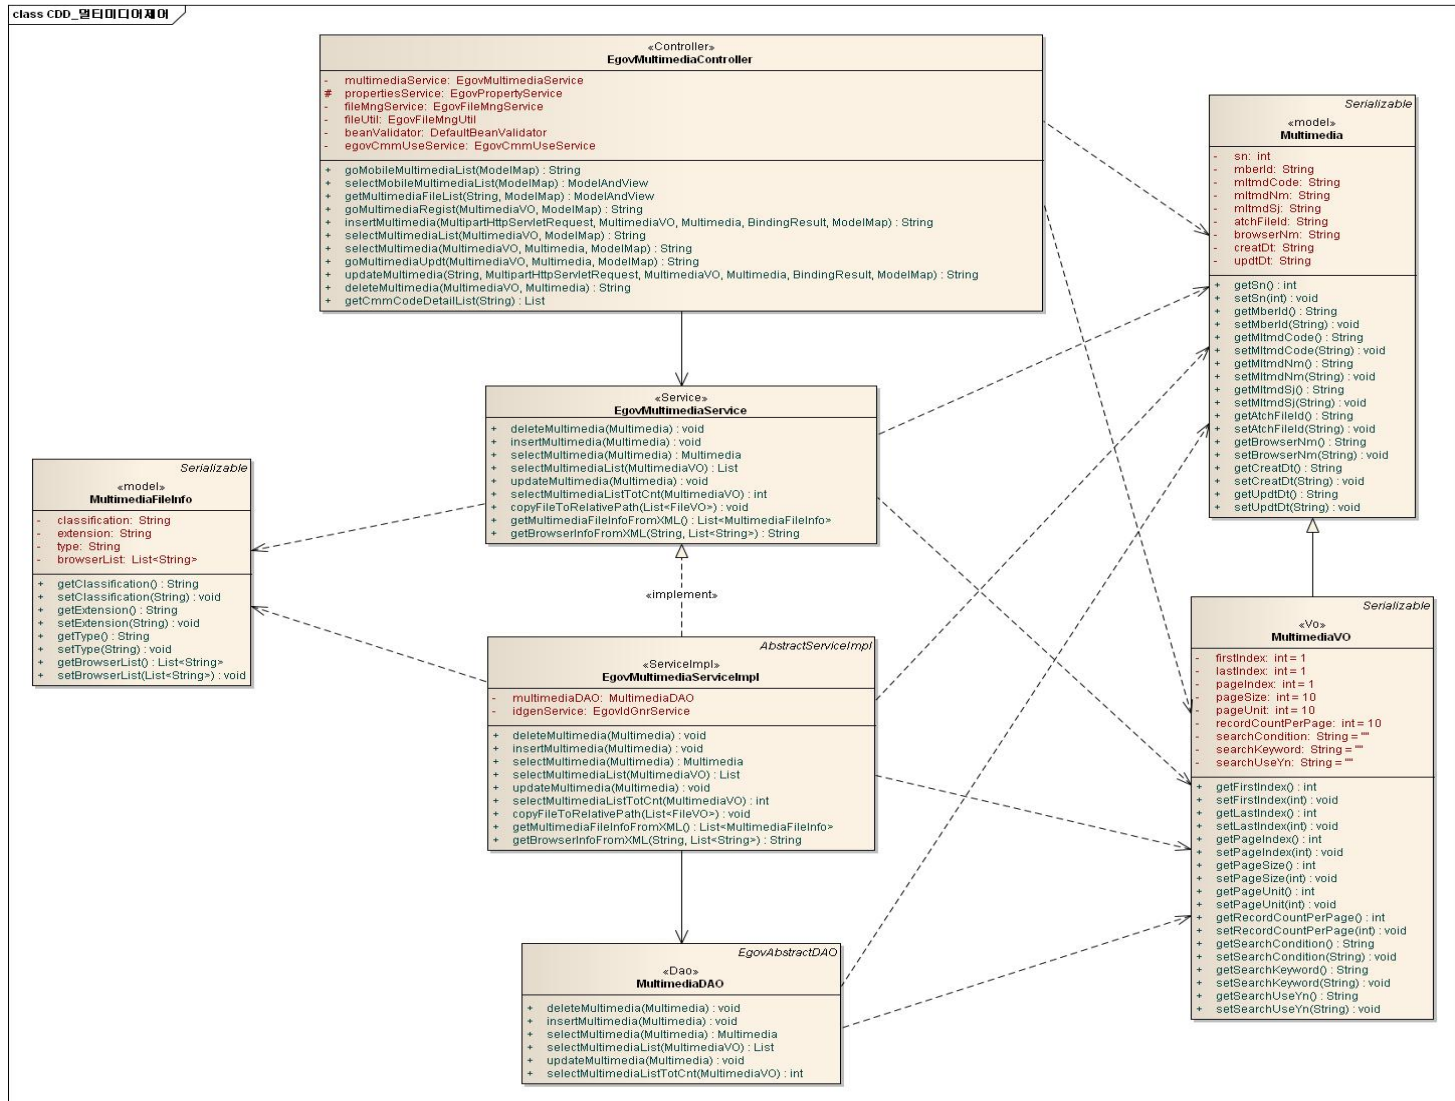 class CDD_멀티미디어제어
«Controller»
EgovMultimediaController
- multimediaService: EgovMultimediaService
# propertiesService: EgovPropertyService
- fileMngService: EgovFileMngService
- fileUtil: EgovFileMngUtil
- beanValidator: DefaultBeanValidator
- egovCmmUseService: EgovCmmUseService
+ goMobileMultimediaList(ModelMap) : String
+ selectMobileMultimediaList(ModelMap) : ModelAndView
+ getMultimediaFileList(String, ModelMap) : ModelAndView
+ goMultimediaRegist(MultimediaVO, ModelMap) : String
+ insertMultimedia(MultipartHttpServletRequest, MultimediaVO, Multimedia, BindingResult, ModelMap) : String
+ selectMultimediaList(MultimediaVO, ModelMap) : String
+ selectMultimedia(MultimediaVO, Multimedia, ModelMap) : String
+ goMultimediaUpdt(MultimediaVO, Multimedia, ModelMap) : String
+ updateMultimedia(String, MultipartHttpServletRequest, MultimediaVO, Multimedia, BindingResult, ModelMap) : String
+ deleteMultimedia(MultimediaVO, Multimedia) : String
+ getCmmCodeDetailList(String) : List
Serializable
«model»
Multimedia
- sn: int
- mberId: String
- mltmdCode: String
- mltmdNm: String
- mltmdSj: String
- atchFileId: String
- browserNm: String
- creatDt: String
- updtDt: String
+ getSn() : int
+ setSn(int) : void
+ getMberId() : String
+ setMberId(String) : void
+ getMltmdCode() : String
+ setMltmdCode(String) : void
+ getMltmdNm() : String
+ setMltmdNm(String) : void
+ getMltmdSj() : String
+ setMltmdSj(String) : void
+ getAtchFileId() : String
+ setAtchFileId(String) : void
+ getBrowserNm() : String
+ setBrowserNm(String) : void
+ getCreatDt() : String
+ setCreatDt(String) : void
+ getUpdtDt() : String
+ setUpdtDt(String) : void
«Service»
EgovMultimediaService
+ deleteMultimedia(Multimedia) : void
+ insertMultimedia(Multimedia) : void
+ selectMultimedia(Multimedia) : Multimedia
+ selectMultimediaList(MultimediaVO) : List
+ updateMultimedia(Multimedia) : void
+ selectMultimediaListTotCnt(MultimediaVO) : int
+ copyFileToRelativePath(List<FileVO>) : void
+ getMultimediaFileInfoFromXML() : List<MultimediaFileInfo>
+ getBrowserInfoFromXML(String, List<String>) : String
Serializable
«model»
MultimediaFileInfo
- classification: String
- extension: String
- type: String
- browserList: List<String>
+ getClassification() : String
+ setClassification(String) : void
+ getExtension() : String
+ setExtension(String) : void
+ getType() : String
+ setType(String) : void
+ getBrowserList() : List<String>
+ setBrowserList(List<String>) : void
«implement»
AbstractServiceImpl
«ServiceImpl»
EgovMultimediaServiceImpl
- multimediaDAO: MultimediaDAO
- idgenService: EgovIdGnrService
+ deleteMultimedia(Multimedia) : void
+ insertMultimedia(Multimedia) : void
+ selectMultimedia(Multimedia) : Multimedia
+ selectMultimediaList(MultimediaVO) : List
+ updateMultimedia(Multimedia) : void
+ selectMultimediaListTotCnt(MultimediaVO) : int
+ copyFileToRelativePath(List<FileVO>) : void
+ getMultimediaFileInfoFromXML() : List<MultimediaFileInfo>
+ getBrowserInfoFromXML(String, List<String>) : String
Serializable
«Vo»
MultimediaVO
- firstIndex: int = 1
- lastIndex: int = 1
- pageIndex: int = 1
- pageSize: int = 10
- pageUnit: int = 10
- recordCountPerPage: int = 10
- searchCondition: String = ""
- searchKeyword: String = ""
- searchUseYn: String = ""
+ getFirstIndex() : int
+ setFirstIndex(int) : void
+ getLastIndex() : int
+ setLastIndex(int) : void
+ getPageIndex() : int
+ setPageIndex(int) : void
+ getPageSize() : int
+ setPageSize(int) : void
+ getPageUnit() : int
+ setPageUnit(int) : void
+ getRecordCountPerPage() : int
+ setRecordCountPerPage(int) : void
+ getSearchCondition() : String
+ setSearchCondition(String) : void
+ getSearchKeyword() : String
+ setSearchKeyword(String) : void
+ getSearchUseYn() : String
+ setSearchUseYn(String) : void
EgovAbstractDAO
«Dao»
MultimediaDAO
+ deleteMultimedia(Multimedia) : void
+ insertMultimedia(Multimedia) : void
+ selectMultimedia(Multimedia) : Multimedia
+ selectMultimediaList(MultimediaVO) : List
+ updateMultimedia(Multimedia) : void
+ selectMultimediaListTotCnt(MultimediaVO) : int